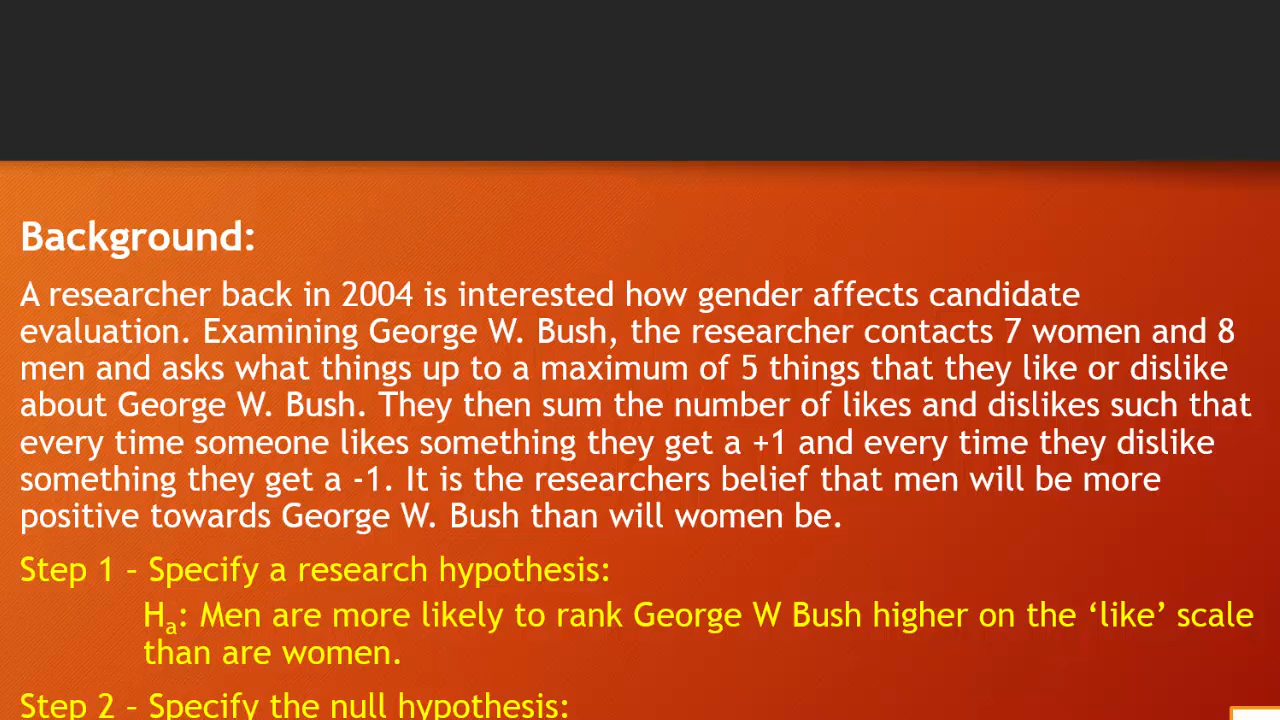 Background:
A researcher back in 2004 is interested how gender affects candidate
evaluation. Examining George W. Bush, the researcher contacts 7 women and 8
men and asks what things up to a maximum of 5 things that they like or dislike
about George W. Bush. They then sum the number of likes and dislikes such that
every time someone likes something they get a +1 and every time they dislike
something they get a -1. It is the researchers belief that men will be more
positive towards George W. Bush than will women be.
Step 1 – Specify a research hypothesis:
Hₐ: Men are more likely to rank George W Bush higher on the ‘like’ scale
than are women.
Step 2 – Specify the null hypothesis: